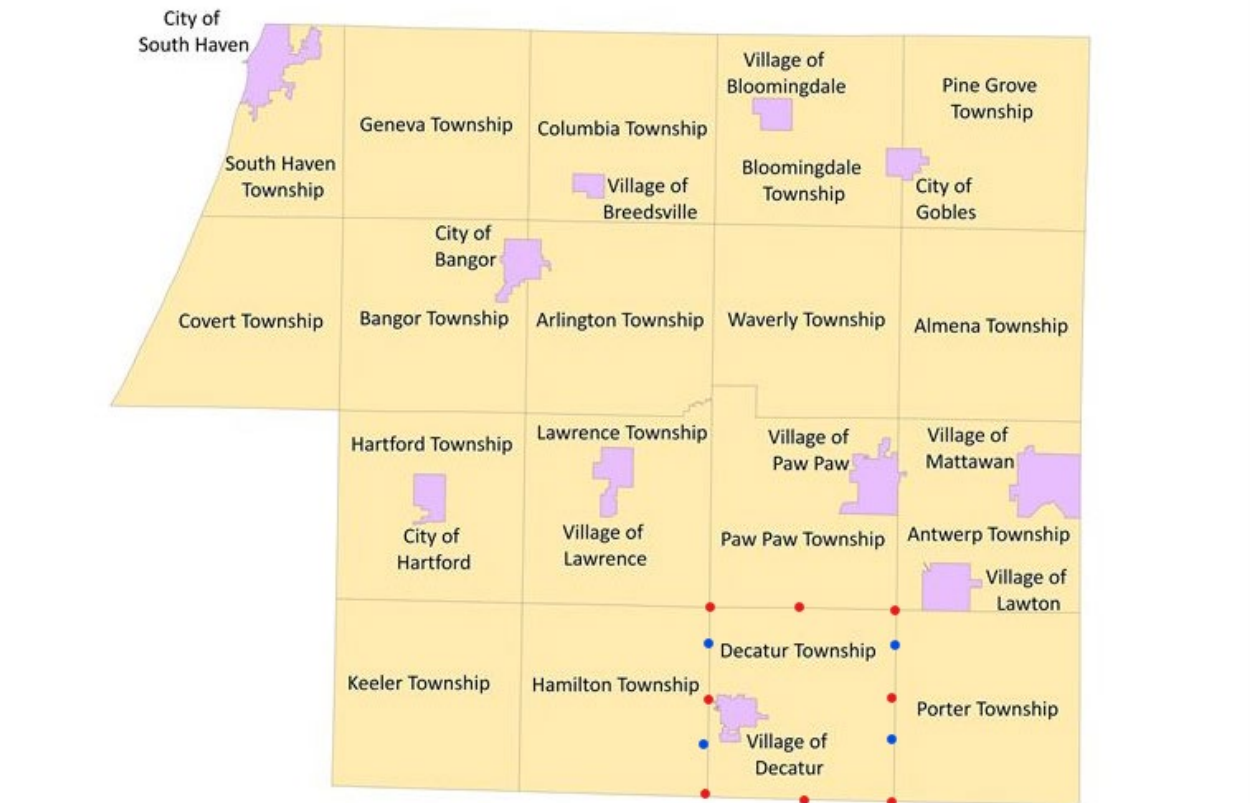 City of
South Haven
Village of
Bloomingdale
Pine Grove
Township
Geneva Township
Columbia Township
South Haven
Township
Village of
Breedsville
Bloomingdale
Township
City of
Gobles
City of
Bangor
Covert Township
Bangor Township
Arlington Township
Waverly Township
Almena Township
Hartford Township
Lawrence Township
Village of
Paw Paw
Village of
Mattawan
City of
Hartford
Village of
Lawrence
Paw Paw Township
Antwerp Township
Village of
Lawton
Keeler Township
Hamilton Township
Decatur Township
Porter Township
Village of
Decatur